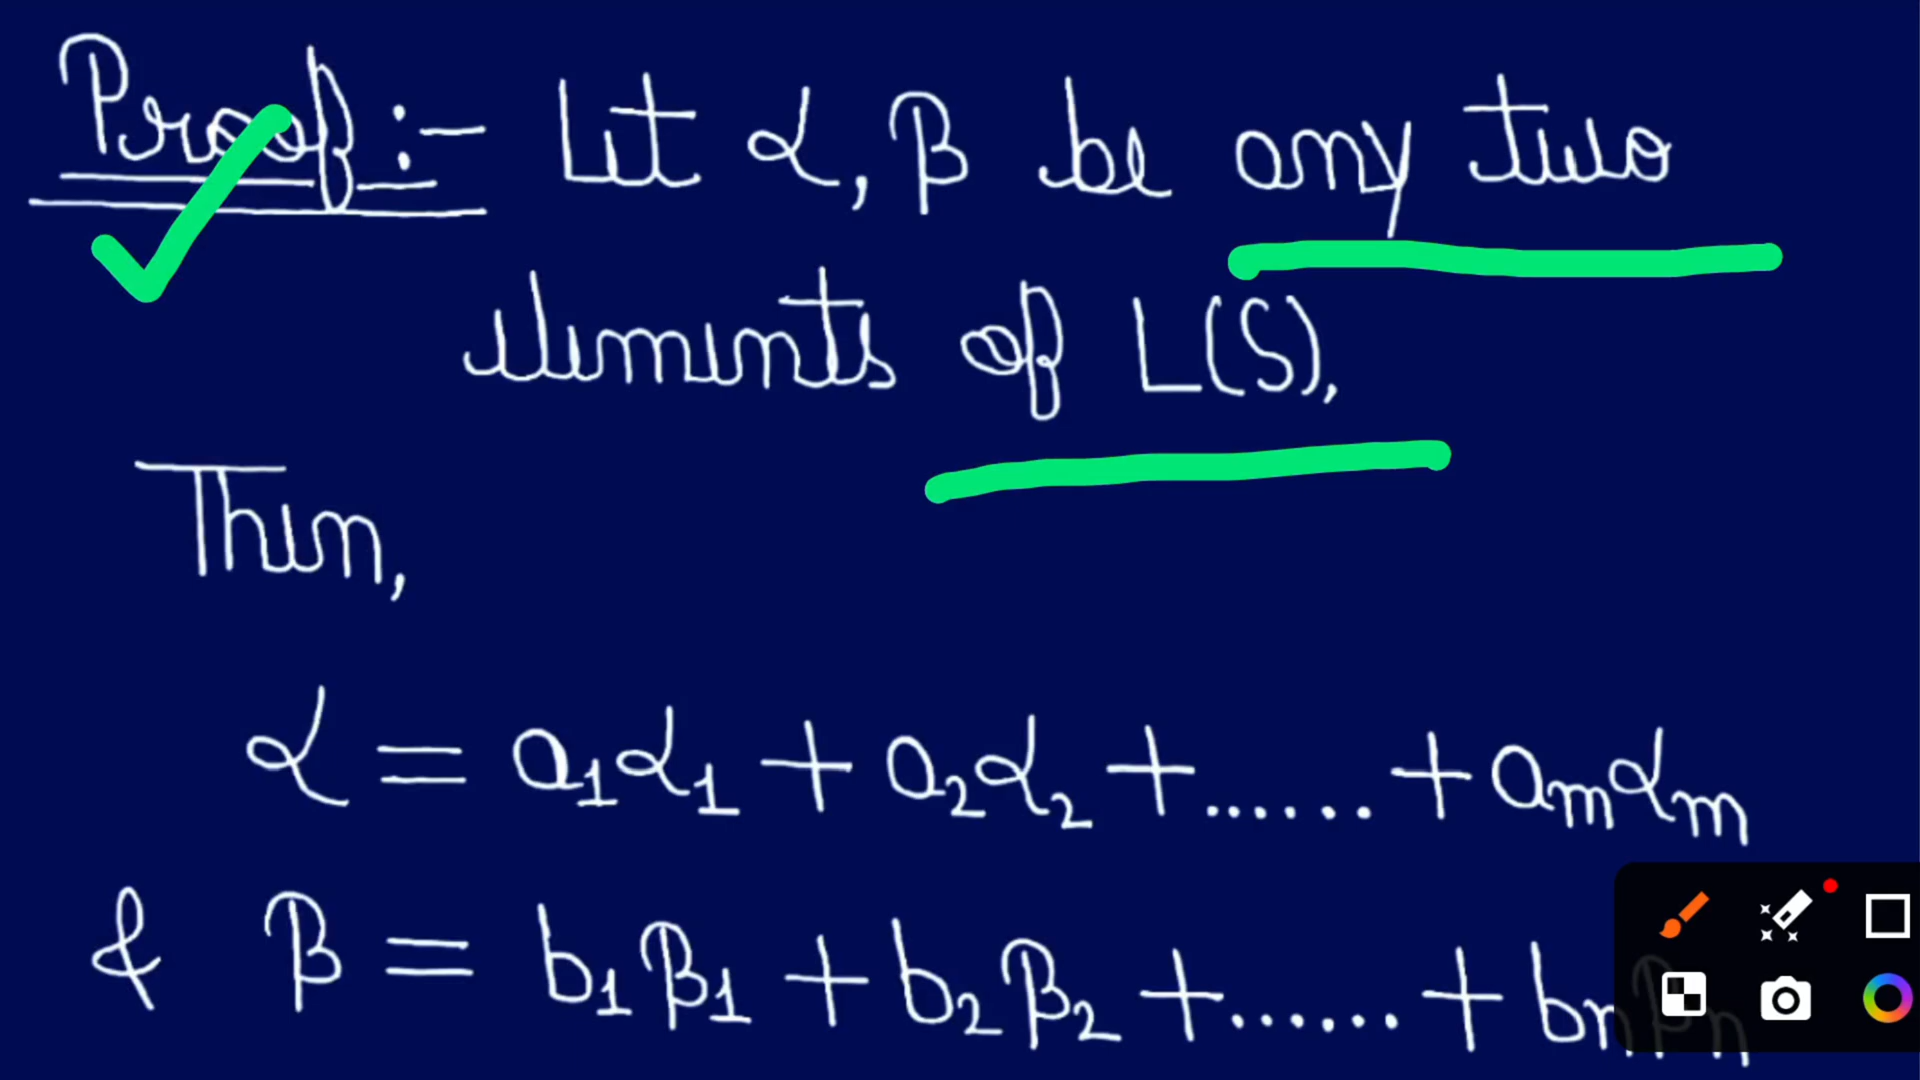 Proof :- Let α, β be any two
elements of L(S),
Then,
α = a₁α₁ + a₂α₂ + ...... + aₘαₘ
& β = b₁β₁ + b₂β₂ + ...... + bₙβₙ